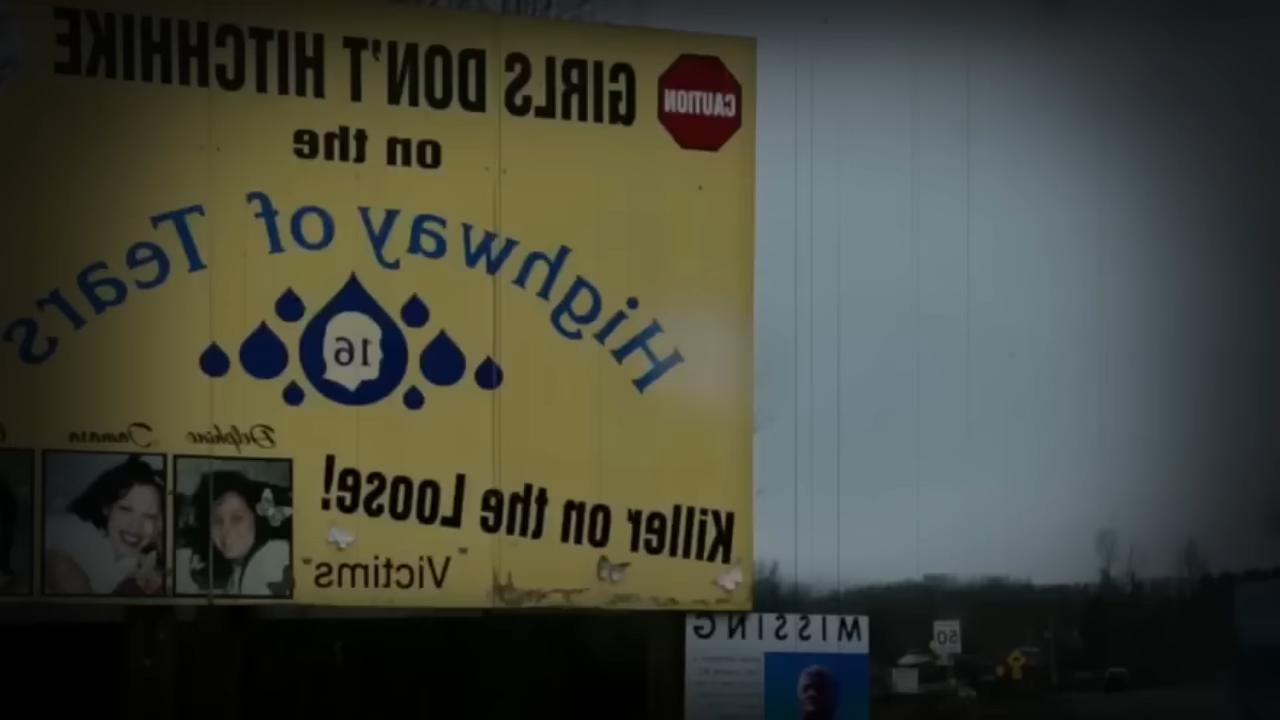 CAUTION GIRLS DON'T HITCHHIKE
on the
Highway of Tears
16
Killer on the Loose!
"Victims"
Delphine Tamara
MISSING
50